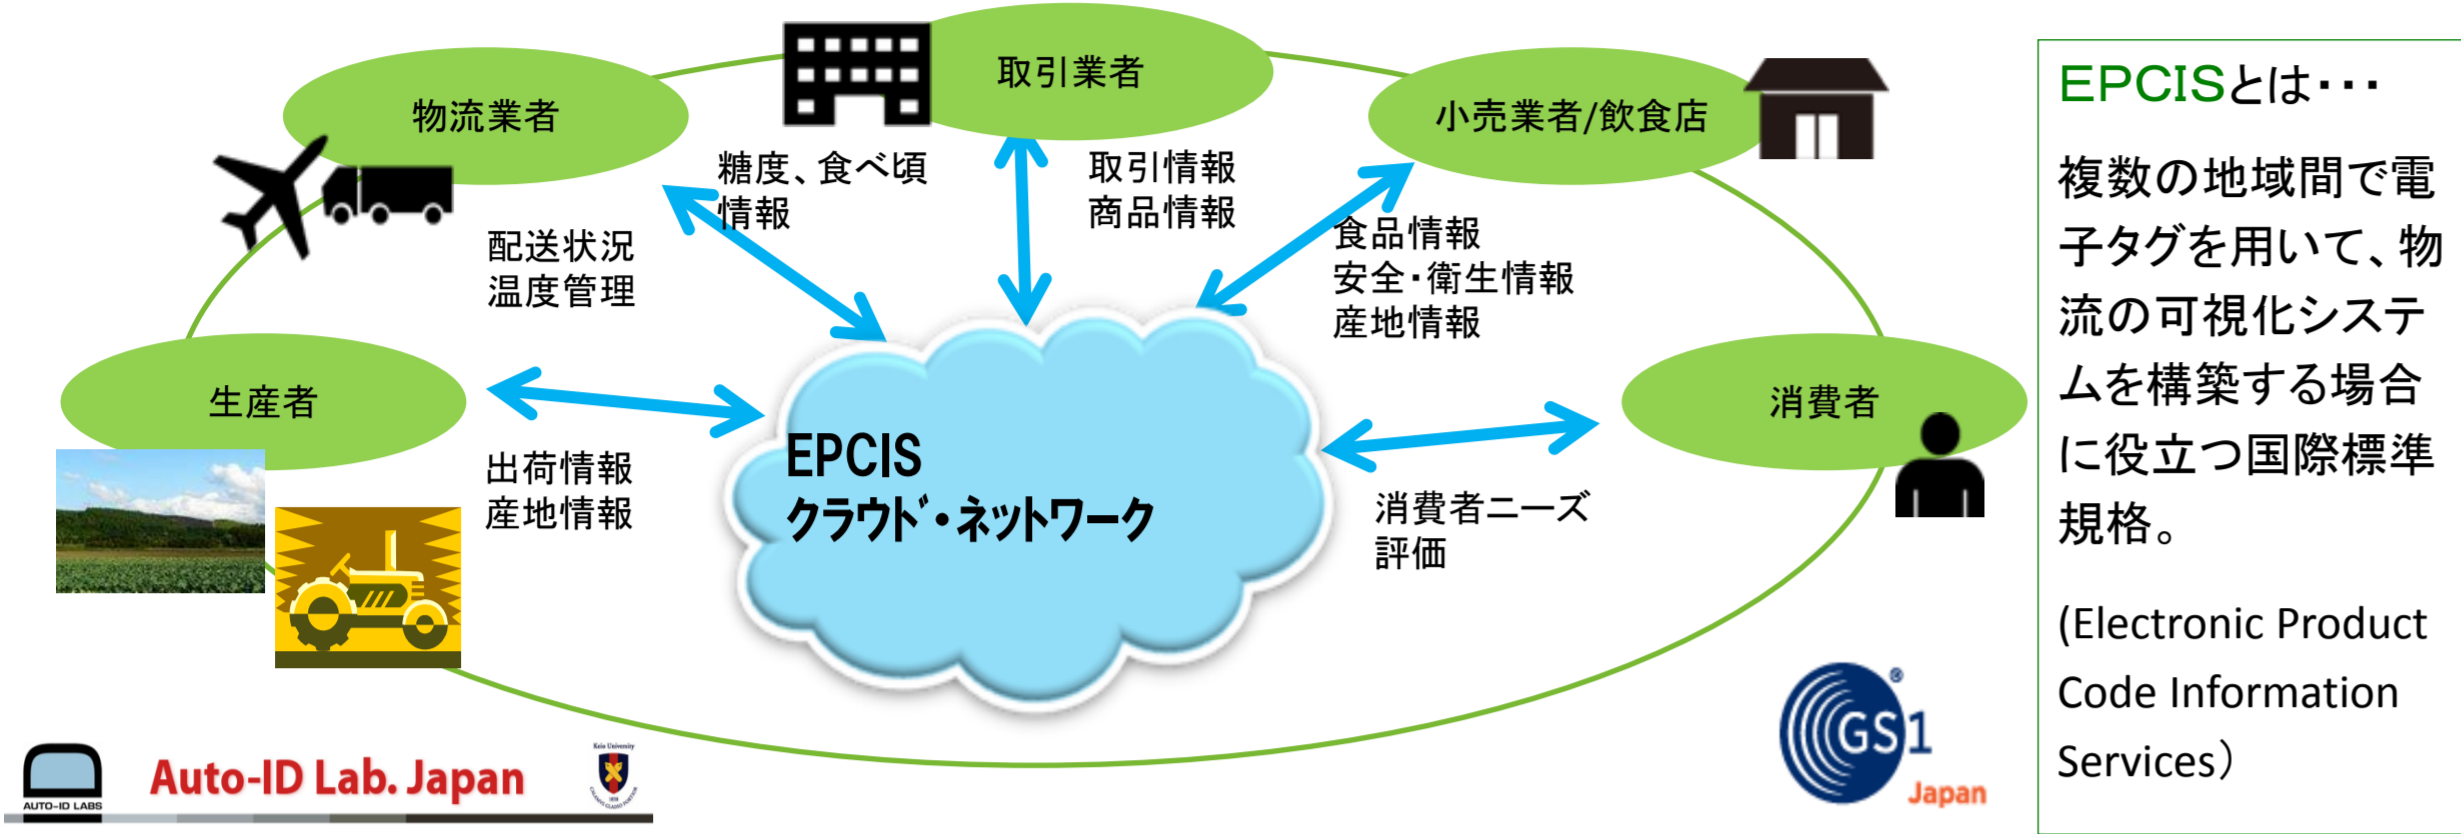 物流業者
取引業者
小売業者/飲食店
糖度、食べ頃
情報
取引情報
商品情報
配送状況
温度管理
食品情報
安全・衛生情報
産地情報
生産者
消費者
出荷情報
産地情報
EPCIS
クラウド・ネットワーク
消費者ニーズ
評価
EPCISとは・・・
複数の地域間で電
子タグを用いて、物
流の可視化システ
ムを構築する場合
に役立つ国際標準
規格。
(Electronic Product
Code Information
Services）
AUTO-ID LABS
Auto-ID Lab. Japan
Keio University
GS1
®
Japan